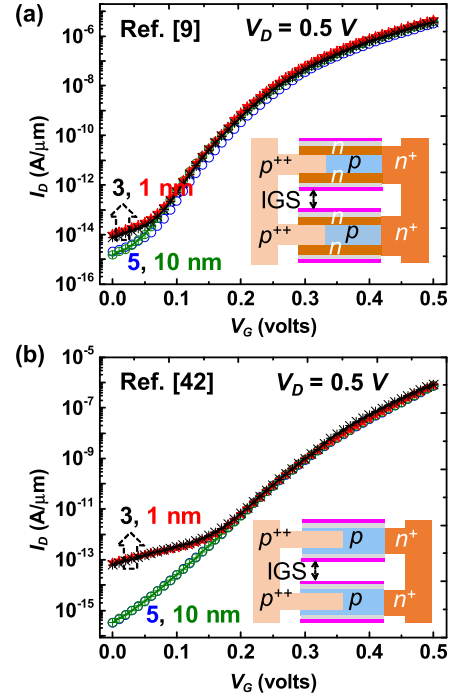 (a)
Ref. [9] V_D = 0.5 V
10^-6
10^-8
10^-10
10^-12
10^-14
10^-16
I_D (A/μm)
3, 1 nm
5, 10 nm
n
p++ p n+
n
IGS
n
p++ p
n
0.0 0.1 0.2 0.3 0.4 0.5
V_G (volts)
(b)
Ref. [42] V_D = 0.5 V
10^-5
10^-7
10^-9
10^-11
10^-13
10^-15
I_D (A/μm)
3, 1 nm
5, 10 nm
p++ p n+
IGS
p++ p n+
0.0 0.1 0.2 0.3 0.4 0.5
V_G (volts)